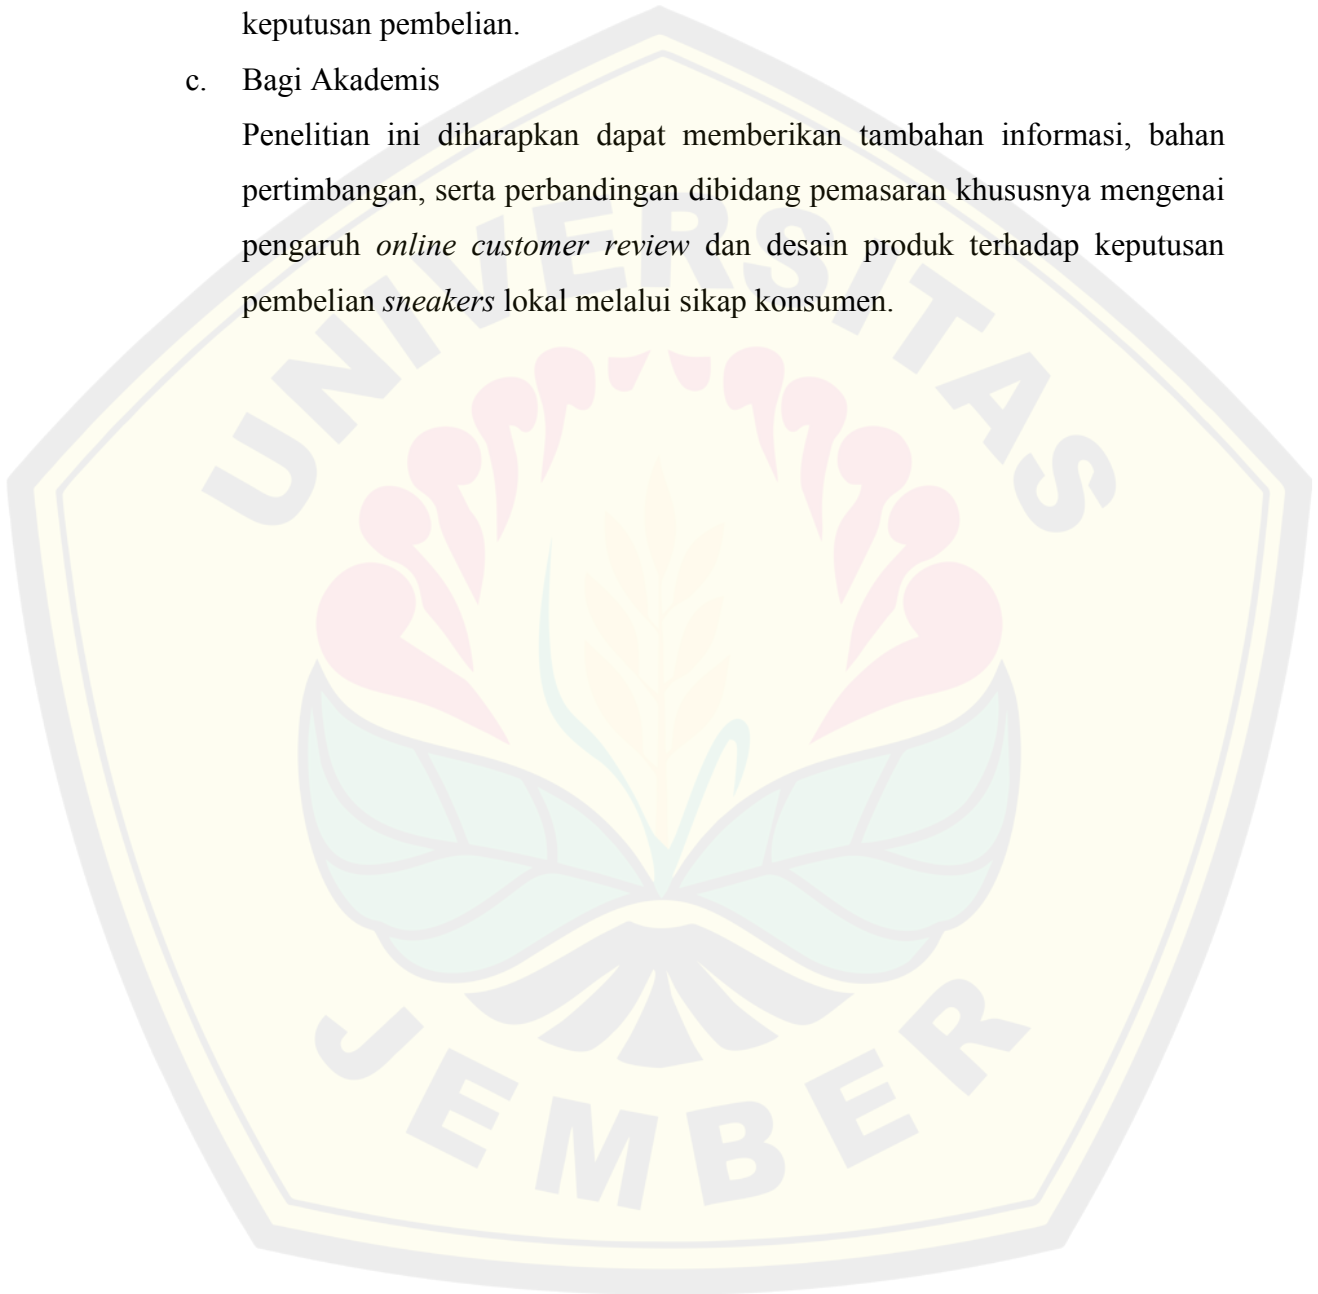 keputusan pembelian.
c. Bagi Akademis
Penelitian ini diharapkan dapat memberikan tambahan informasi, bahan
pertimbangan, serta perbandingan dibidang pemasaran khususnya mengenai
pengaruh online customer review dan desain produk terhadap keputusan
pembelian sneakers lokal melalui sikap konsumen.
UNIVERSITAS
JEMBER